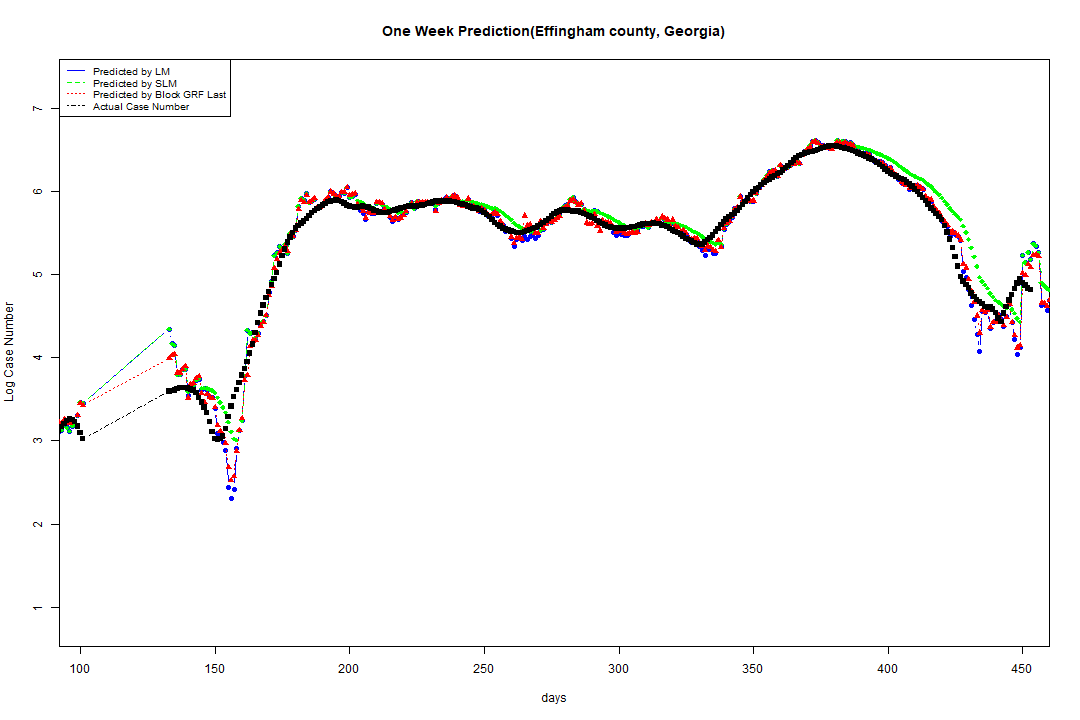 One Week Prediction(Effingham county, Georgia)
Predicted by LM
Predicted by SLM
Predicted by Block GRF Last
Actual Case Number
7
6
5
4
3
2
1
Log Case Number
100 150 200 250 300 350 400 450
days